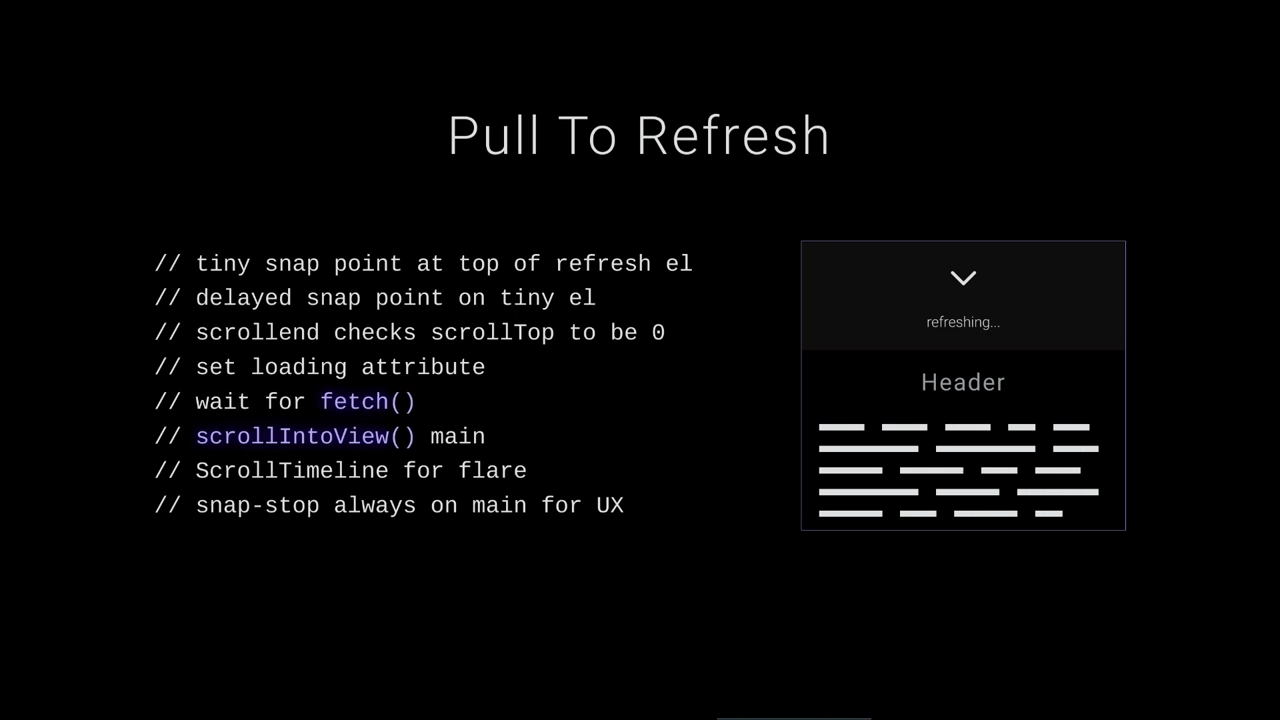 Pull To Refresh
// tiny snap point at top of refresh el
// delayed snap point on tiny el
// scrollend checks scrollTop to be 0
// set loading attribute
// wait for fetch()
// scrollIntoView() main
// ScrollTimeline for flare
// snap-stop always on main for UX
refreshing...
Header